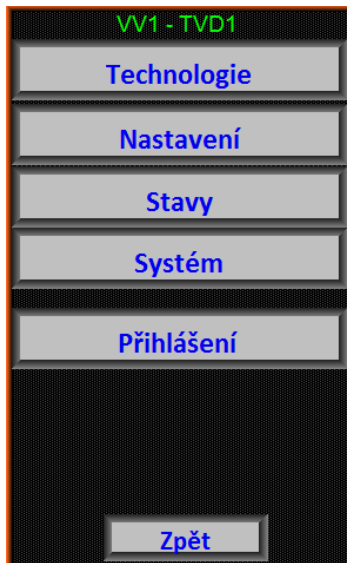 VV1 - TVD1
Technologie
Nastavení
Stavy
Systém
Přihlášení
Zpět